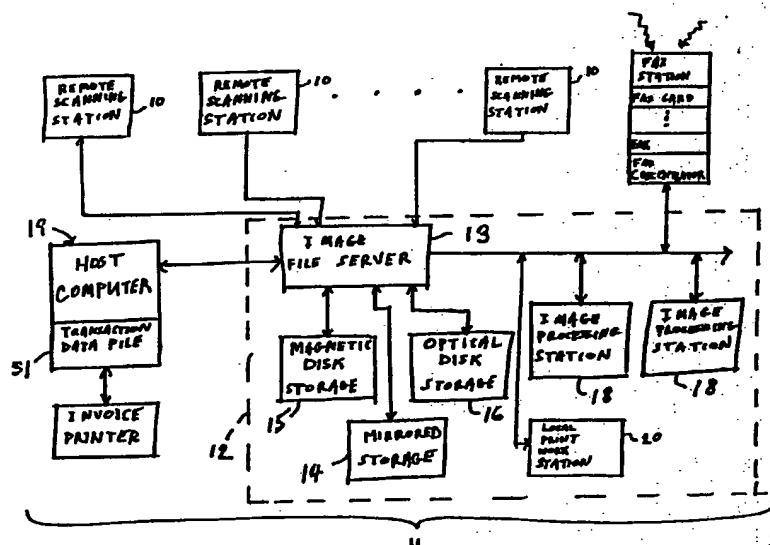 REMOTE
SCANNING
STATION
10
REMOTE
SCANNING
STATION
10
REMOTE
SCANNING
STATION
10
FAX
STATION
FAX CARD
FAX
FAX
19
HOST
COMPUTER
TRANSACTION
DATA FILE
51
INVOICE
PRINTER
IMAGE
FILE SERVER
13
MAGNETIC
DISK
STORAGE
15
OPTICAL
DISK
STORAGE
16
IMAGE
PROCESSING
STATION
18
IMAGE
PROCESSING
STATION
18
12
14
MIRRORED
STORAGE
LOCAL
PRINT
WORK
STATION
20
11